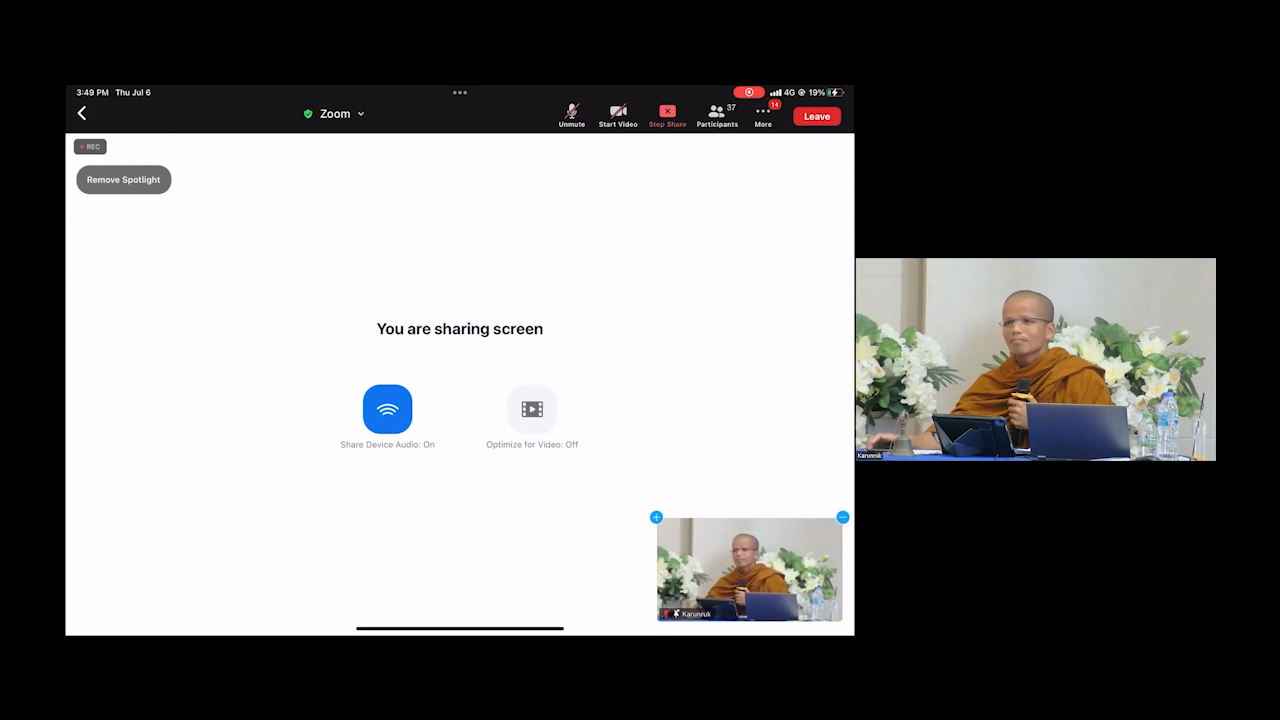 3:49 PM Thu Jul 6
4G 19%
Zoom
37
14
Unmute
Start Video
Stop Share
Participants
More
Leave
REC
Remove Spotlight
You are sharing screen
Share Device Audio: On
Optimize for Video: Off
Karunruk
Karunruk